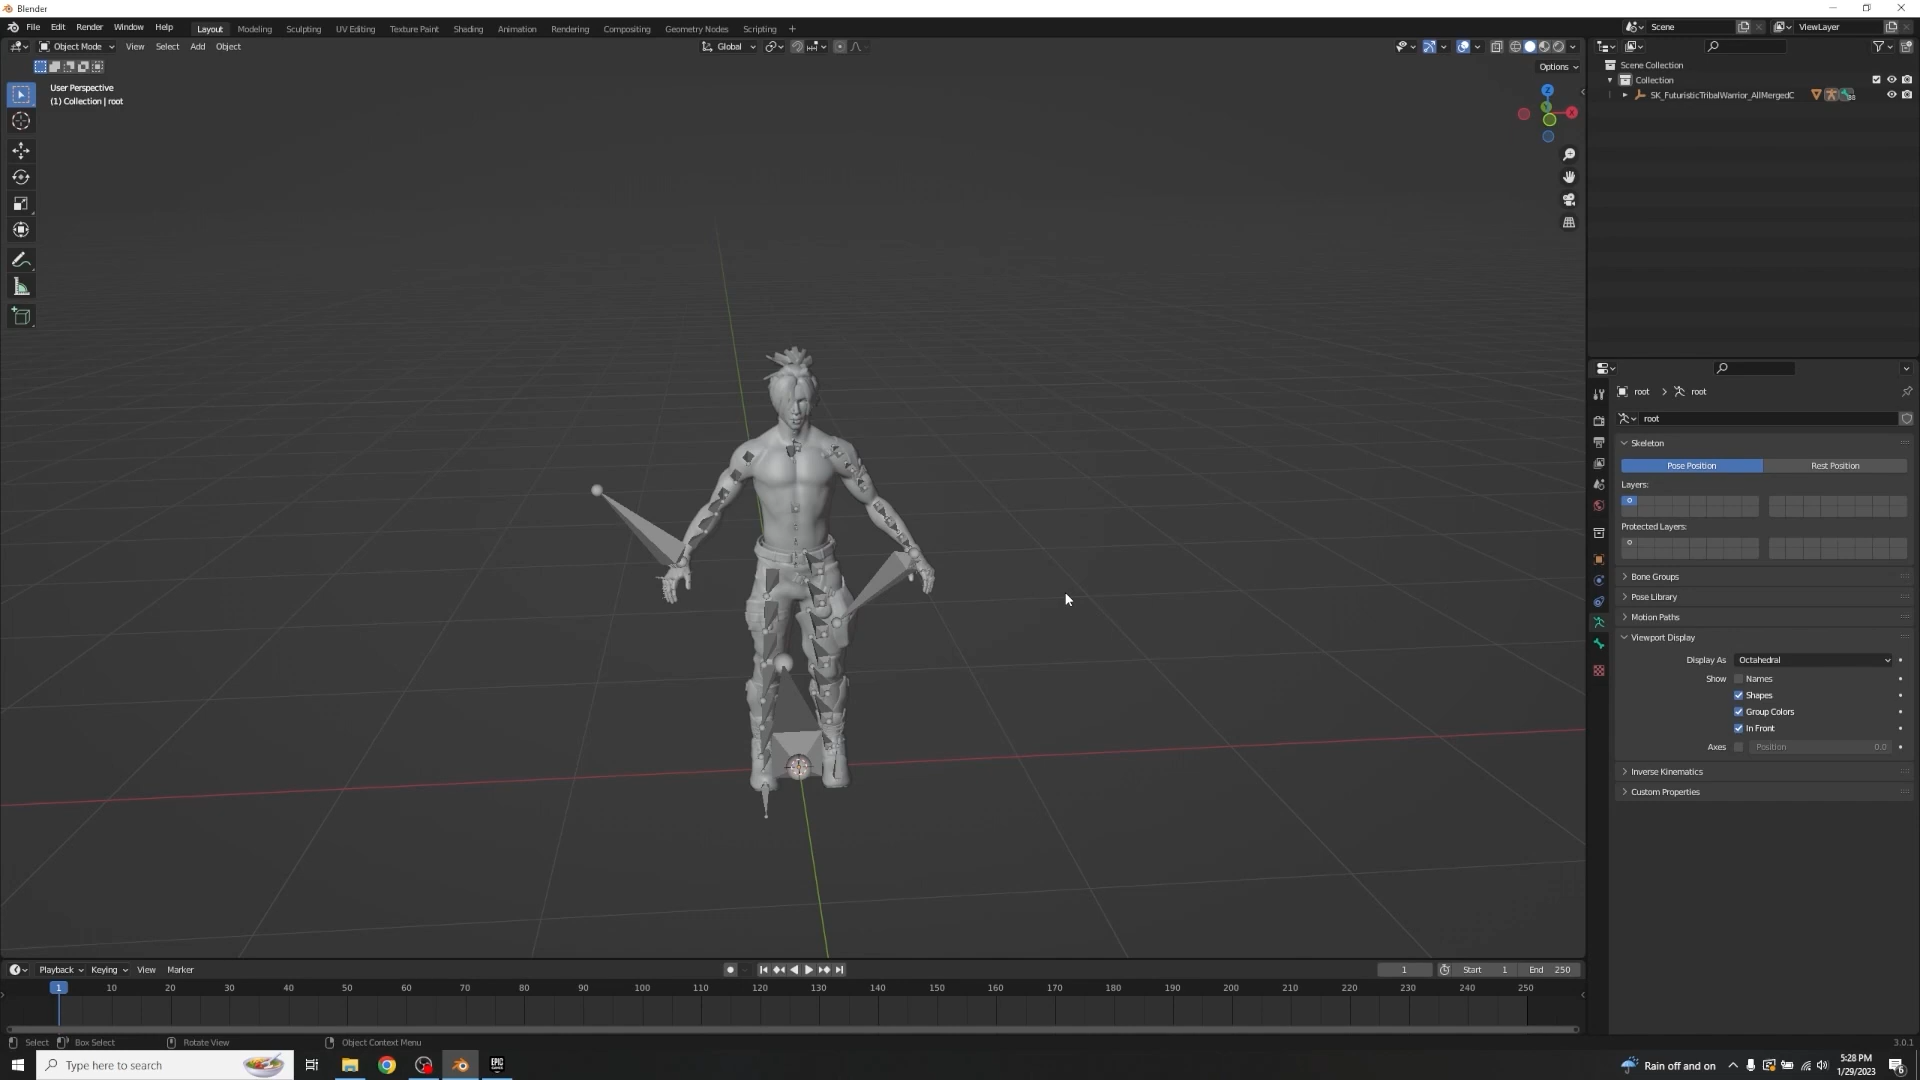 Blender
File Edit Render Window Help Layout Modeling Sculpting UV Editing Texture Paint Shading Animation Rendering Compositing Geometry Nodes Scripting + Scene ViewLayer
Object Mode View Select Add Object Global
Options
User Perspective
(1) Collection | root
Z
Y
X
Scene Collection
Collection
SK_FuturisticTribalWarrior_AllMergedC
root > root
root
Skeleton
Pose Position Rest Position
Layers:
Protected Layers:
Bone Groups
Pose Library
Motion Paths
Viewport Display
Display As Octahedral
Show Names
Shapes
Group Colors
In Front
Axes Position 0.0
Inverse Kinematics
Custom Properties
Playback Keying View Marker 1 Start 1 End 250
1 10 20 30 40 50 60 70 80 90 100 110 120 130 140 150 160 170 180 190 200 210 220 230 240 250
Select Box Select Rotate View Object Context Menu 3.0.1
Type here to search EPIC GAMES Rain off and on 5:28 PM
1/29/2023 6